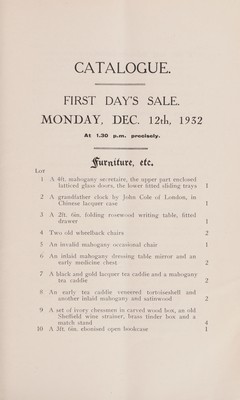 CATALOGUE.
FIRST DAY'S SALE.
MONDAY, DEC. 12th, 1932
At 1.30 p.m. precisely.
Furniture, etc.
Lot
1 A 4ft. mahogany secretaire, the upper part enclosed
latticed glass doors, the lower fitted sliding trays 1
2 A grandfather clock by John Cole of London, in
Chinese lacquer case 1
3 A 2ft. 6in. folding rosewood writing table, fitted
drawer 1
4 Two old wheelback chairs 2
5 An invalid mahogany occasional chair 1
6 An inlaid mahogany dressing table mirror and an
early medicine chest 2
7 A black and gold lacquer tea caddie and a mahogany
tea caddie 2
8 An early tea caddie veneered tortoiseshell and
another inlaid mahogany and satinwood 2
9 A set of ivory chessmen in carved wood box, an old
Sheffield wine strainer, brass tinder box and a
match stand 4
10 A 3ft. 6in. ebonised open bookcase 1